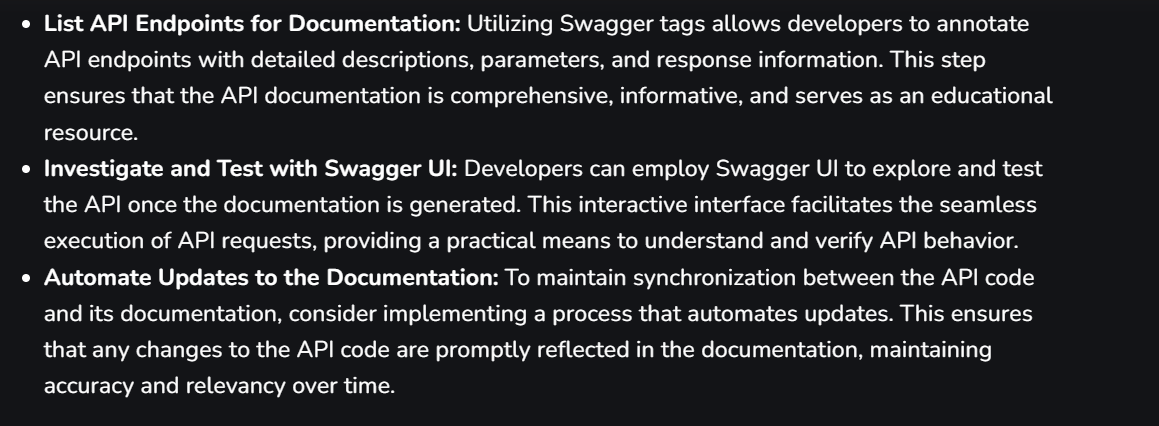 • List API Endpoints for Documentation: Utilizing Swagger tags allows developers to annotate
API endpoints with detailed descriptions, parameters, and response information. This step
ensures that the API documentation is comprehensive, informative, and serves as an educational
resource.
• Investigate and Test with Swagger UI: Developers can employ Swagger UI to explore and test
the API once the documentation is generated. This interactive interface facilitates the seamless
execution of API requests, providing a practical means to understand and verify API behavior.
• Automate Updates to the Documentation: To maintain synchronization between the API code
and its documentation, consider implementing a process that automates updates. This ensures
that any changes to the API code are promptly reflected in the documentation, maintaining
accuracy and relevancy over time.